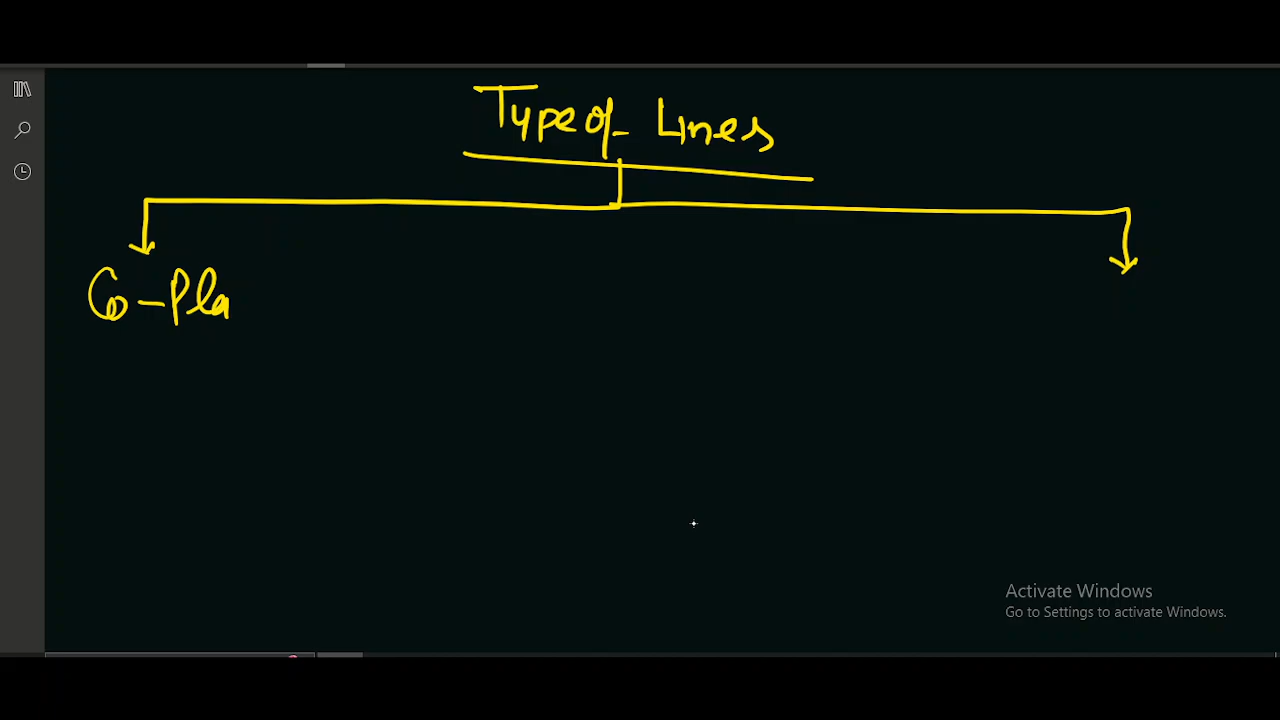 Type of Lines
Co-Pla
Activate Windows
Go to Settings to activate Windows.